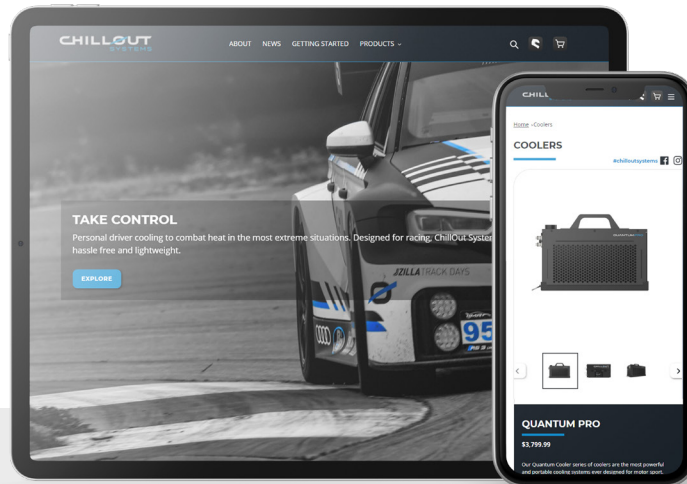 CHILLOUT
SYSTEMS
ABOUT NEWS GETTING STARTED PRODUCTS
TAKE CONTROL
Personal driver cooling to combat heat in the most extreme situations. Designed for racing, ChillOut System
hassle free and lightweight.
EXPLORE
JZILLA TRACK DAYS
95
CHILL
Home >Coolers
COOLERS
#chilloutsystems
QUANTUMPRO
QUANTUM PRO
$3,799.99
Our Quantum Cooler series of coolers are the most powerful
and portable cooling systems ever designed for motor sport.